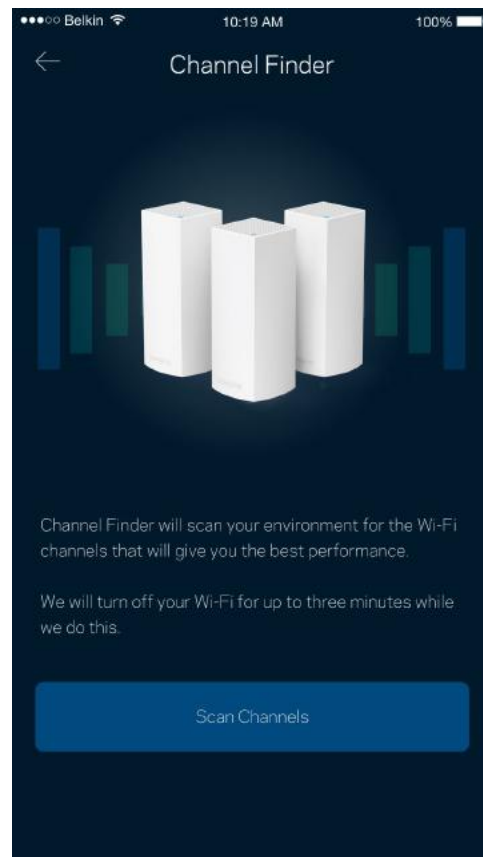 Belkin 10:19 AM 100%
Channel Finder
Channel Finder will scan your environment for the Wi-Fi
channels that will give you the best performance.
We will turn off your Wi-Fi for up to three minutes while
we do this.
Scan Channels